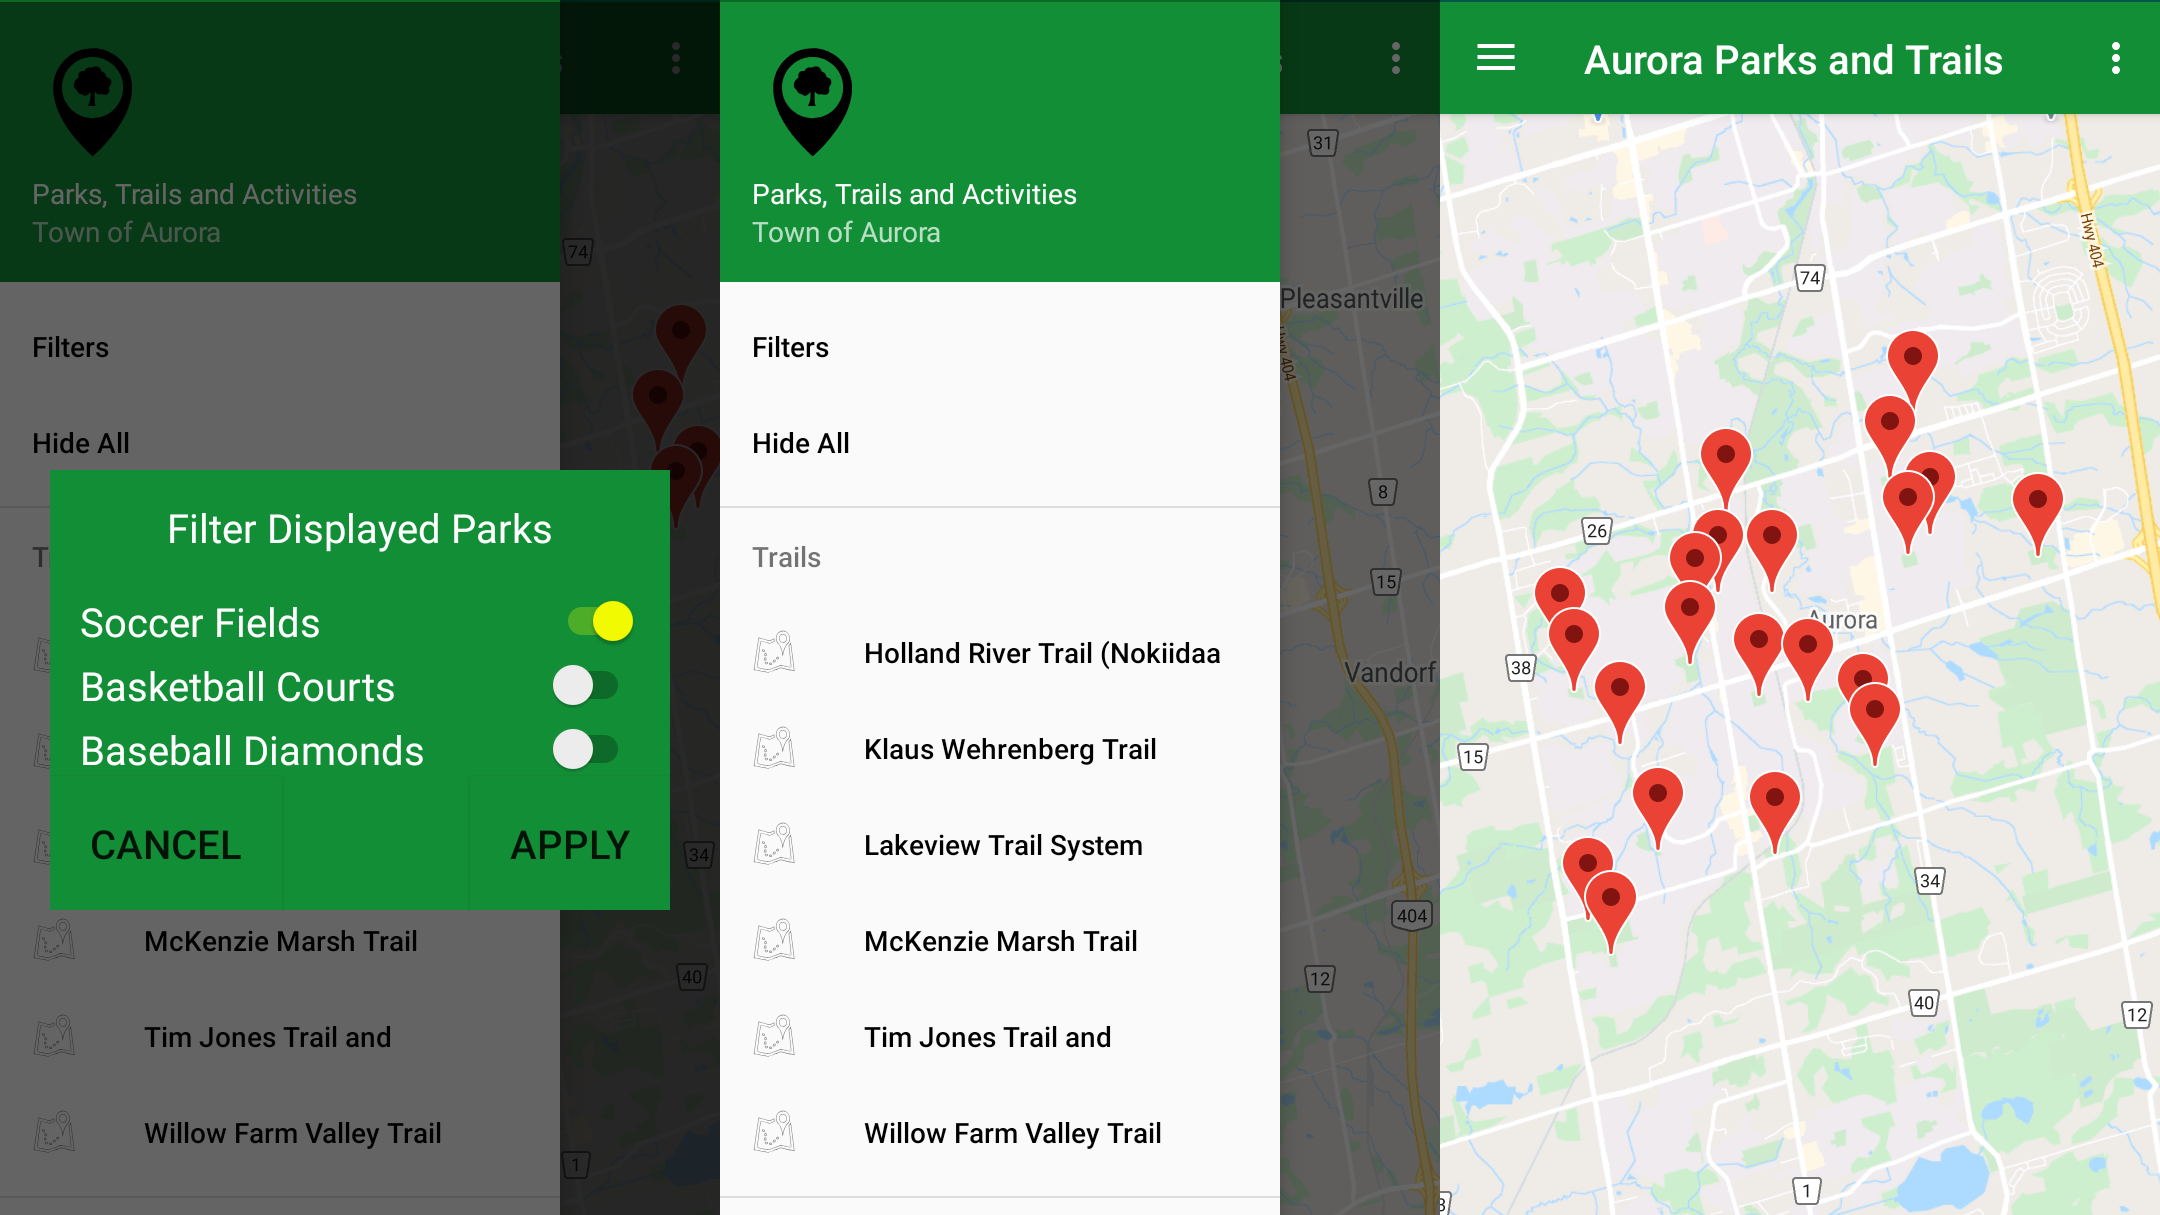 Parks, Trails and Activities
Town of Aurora
74
Filters
Hide All
Filter Displayed Parks
Soccer Fields
Basketball Courts
Baseball Diamonds
CANCEL
APPLY
34
McKenzie Marsh Trail
40
Tim Jones Trail and
Willow Farm Valley Trail
1
Parks, Trails and Activities
Town of Aurora
Filters
Hide All
Trails
Holland River Trail (Nokiidaa
Klaus Wehrenberg Trail
Lakeview Trail System
McKenzie Marsh Trail
Tim Jones Trail and
Willow Farm Valley Trail
31
Pleasantville
Hwy 404
8
15
Vandorf
404
12
Aurora Parks and Trails
Hwy 404
74
26
Aurora
38
15
34
40
12
1